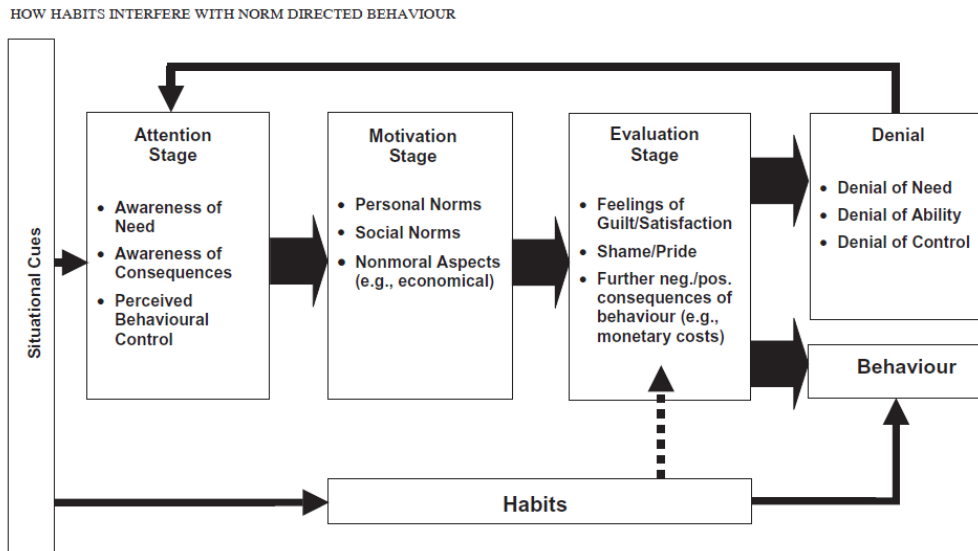 HOW HABITS INTERFERE WITH NORM DIRECTED BEHAVIOUR
Situational Cues
Attention
Stage
• Awareness of
Need
• Awareness of
Consequences
• Perceived
Behavioural
Control
Motivation
Stage
• Personal Norms
• Social Norms
• Nonmoral Aspects
(e.g., economical)
Evaluation
Stage
• Feelings of
Guilt/Satisfaction
• Shame/Pride
• Further neg./pos.
consequences of
behaviour (e.g.,
monetary costs)
Denial
• Denial of Need
• Denial of Ability
• Denial of Control
Behaviour
Habits